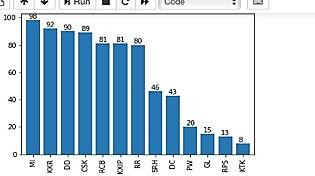 Run
Code
100
80
60
40
20
0
98
92
90
89
81
81
80
46
43
20
15
13
8
MI
KKR
DD
CSK
RCB
KXIP
RR
SRH
DC
PW
GL
RPS
KTK